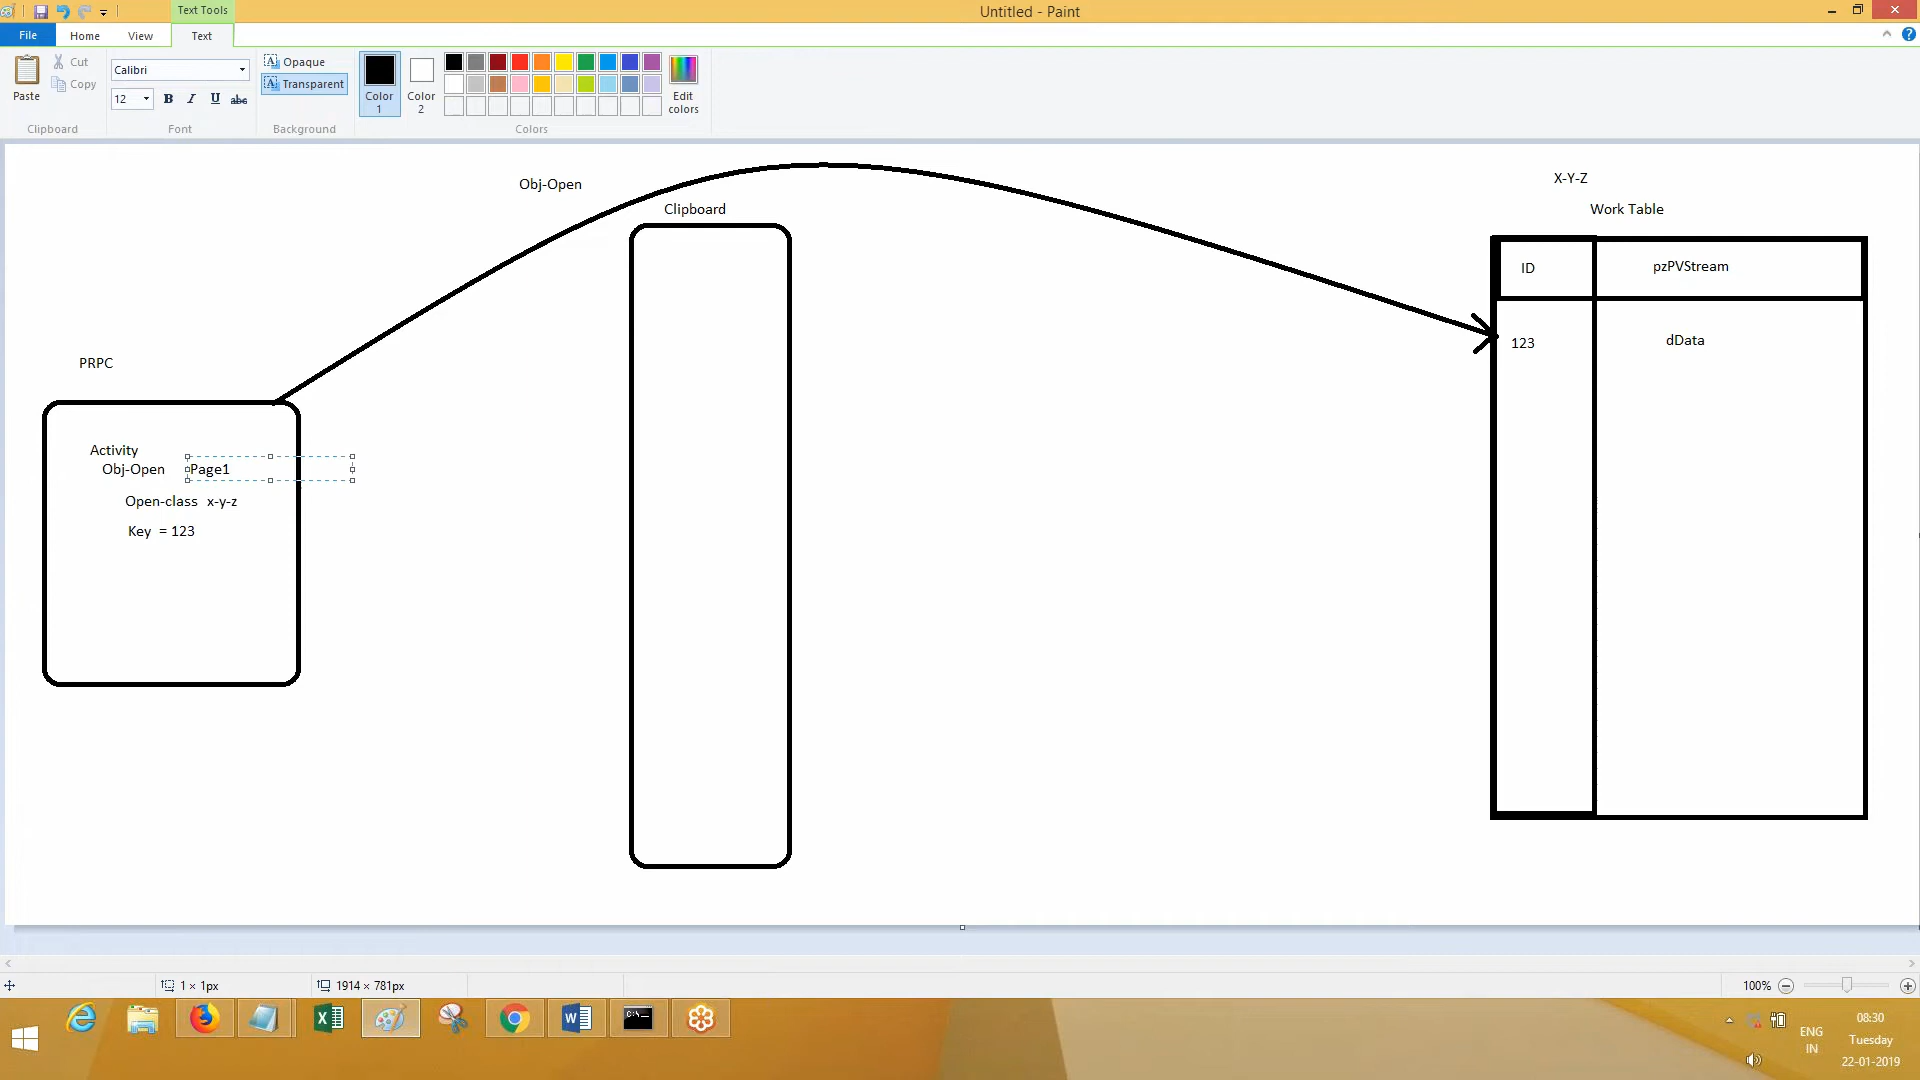 Text Tools
Untitled - Paint
File
Home
View
Text
Paste
Cut
Copy
Clipboard
Calibri
12
B
I
U
abc
Font
Opaque
Transparent
Background
Color 1
Color 2
Edit colors
Colors
Obj-Open
Clipboard
X-Y-Z
Work Table
ID
pzPVStream
123
dData
PRPC
Activity
Obj-Open Page1
Open-class x-y-z
Key = 123
1 × 1px
1914 × 781px
100%
ENG
IN
08:30
Tuesday
22-01-2019